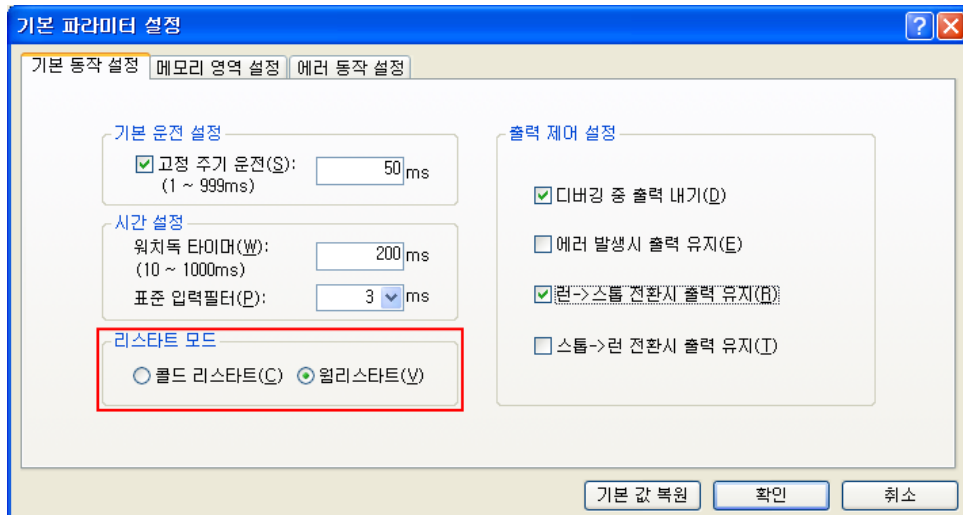 기본 파라미터 설정
기본 동작 설정 메모리 영역 설정 에러 동작 설정
기본 운전 설정
고정 주기 운전(S): 50 ms
(1 ~ 999ms)
시간 설정
워치독 타이머(W): 200 ms
(10 ~ 1000ms)
표준 입력필터(P): 3 ms
리스타트 모드
콜드 리스타트(C) 웜리스타트(V)
출력 제어 설정
디버깅 중 출력 내기(D)
에러 발생시 출력 유지(E)
런->스톱 전환시 출력 유지(R)
스톱->런 전환시 출력 유지(T)
기본 값 복원 확인 취소